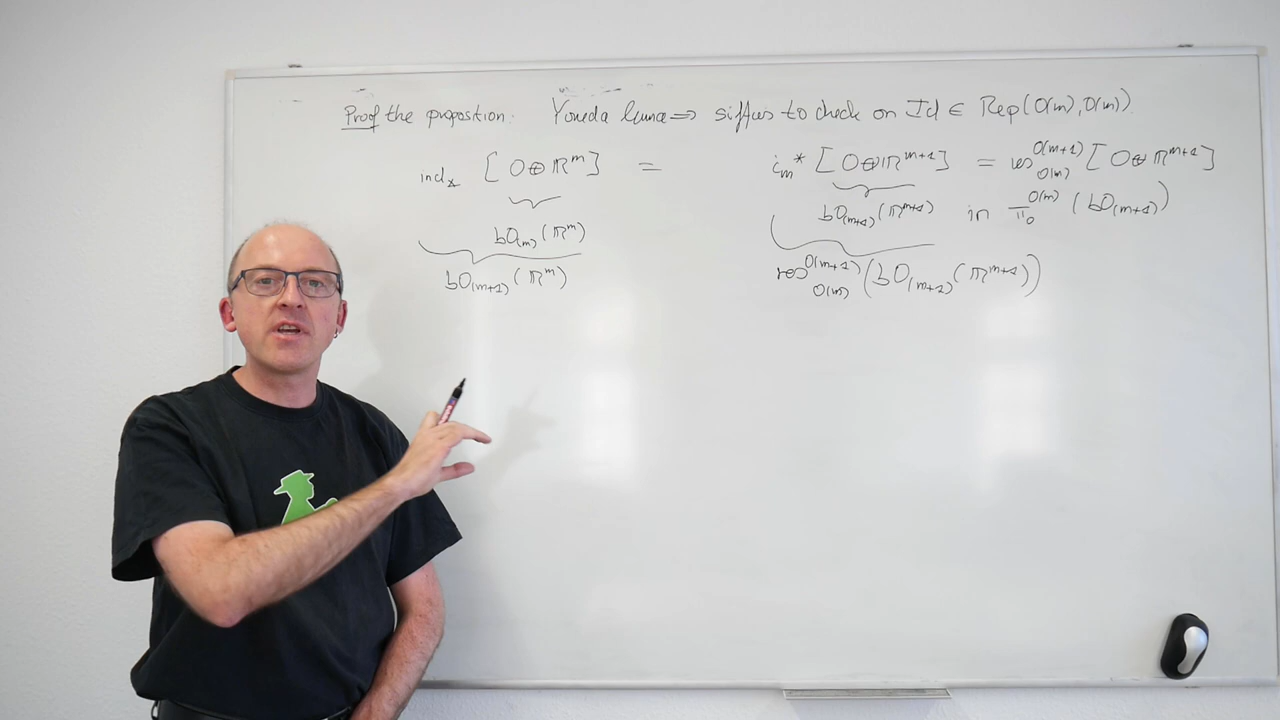 Proof the proposition. Yoneda lemma ⟹ suffices to check on Id ∈ Rep(O(m),O(m)).
incl_* [O⊕ℝ^m] = i_m^* [O⊕ℝ^{m+1}] = res^{O(m+1)}_{O(m)} [O⊕ℝ^{m+1}]
bO_{(m)}(ℝ^m) bO_{(m+1)}(ℝ^{m+1}) in π_0^{O(m)}(bO_{(m+1)})
bO_{(m+1)}(ℝ^m) res^{O(m+1)}_{O(m)}(bO_{(m+1)}(ℝ^{m+1}))